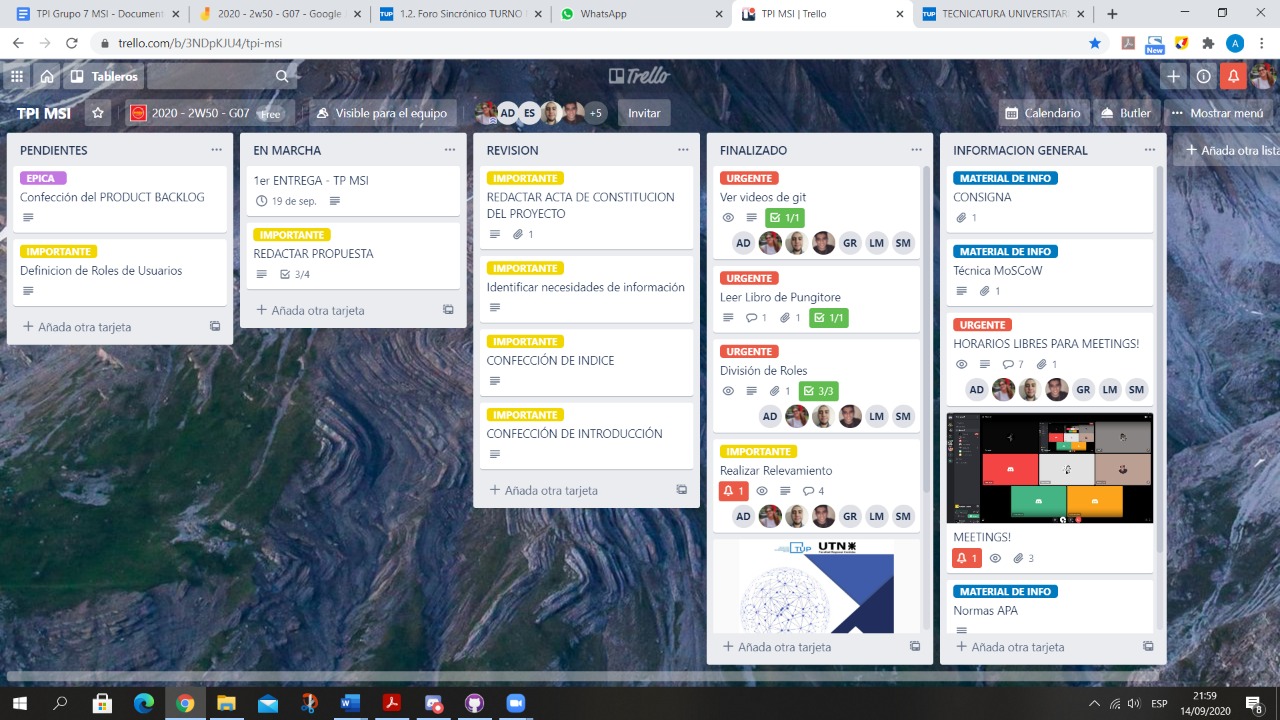 TPI Grupo 7 MSI - Document
2020 - 2w50 - G07 - Google
TUP
1.2. Foro Sincrónico:TURNO
WhatsApp
TPI MSI | Trello
TUP
TECNICATURA UNIVERSITAR
trello.com/b/3NDpKJU4/tpi-msi
New
A
Tableros
Trello
TPI MSI
2020 - 2W50 - G07
Free
Visible para el equipo
AD
ES
+5
Invitar
Calendario
Butler
Mostrar menú
PENDIENTES
EPICA
Confección del PRODUCT BACKLOG
IMPORTANTE
Definicion de Roles de Usuarios
Añada otra tarjeta
EN MARCHA
1er ENTREGA - TP MSI
19 de sep.
IMPORTANTE
REDACTAR PROPUESTA
3/4
Añada otra tarjeta
REVISION
IMPORTANTE
REDACTAR ACTA DE CONSTITUCION
DEL PROYECTO
1
IMPORTANTE
Identificar necesidades de información
IMPORTANTE
CONFECCIÓN DE INDICE
IMPORTANTE
CONFECCIÓN DE INTRODUCCIÓN
Añada otra tarjeta
FINALIZADO
URGENTE
Ver videos de git
1/1
AD GR LM SM
URGENTE
Leer Libro de Pungitore
1 1 1/1
URGENTE
División de Roles
1 3/3
AD LM SM
IMPORTANTE
Realizar Relevamiento
1 4
AD GR LM SM
TUP UTN
Añada otra tarjeta
INFORMACION GENERAL
MATERIAL DE INFO
CONSIGNA
1
MATERIAL DE INFO
Técnica MoSCoW
1
URGENTE
HORARIOS LIBRES PARA MEETINGS!
7 1
AD GR LM SM
MEETINGS!
1 3
MATERIAL DE INFO
Normas APA
Añada otra tarjeta
Añada otra lista
ESP
21:59
14/09/2020
8